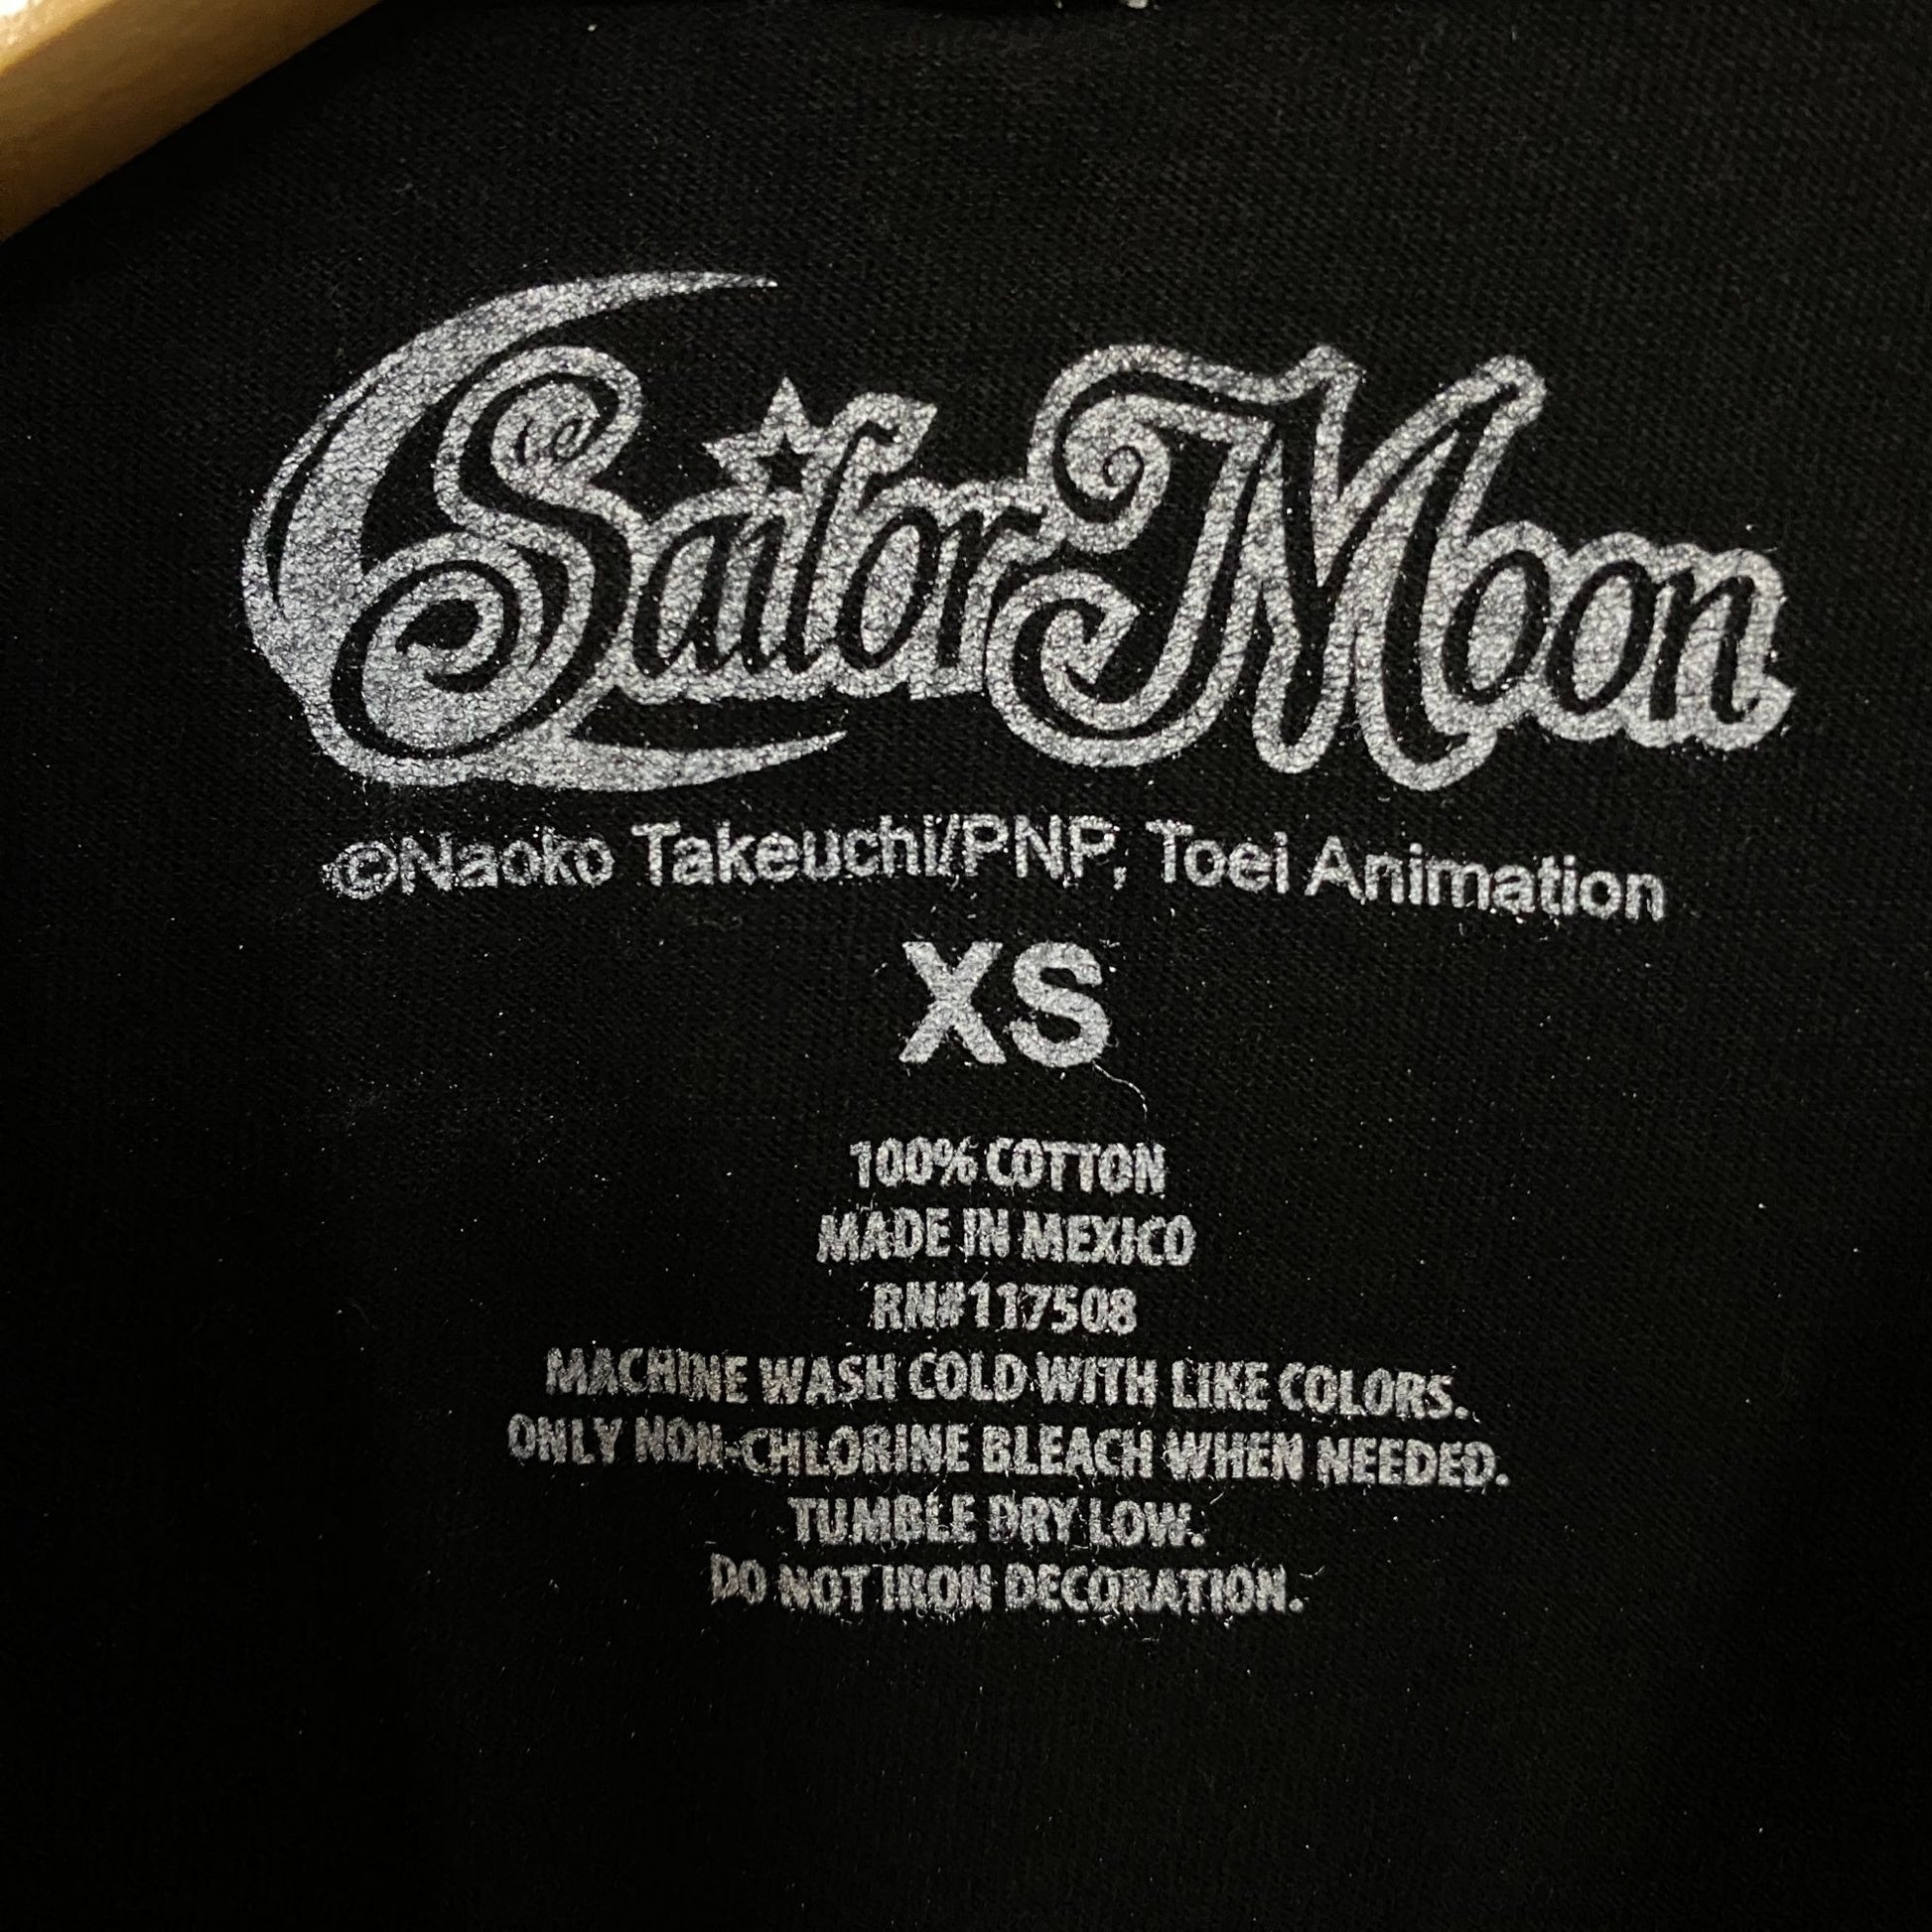 Sailor Moon
©Naoko Takeuchi/PNP, Toei Animation
XS
100% COTTON
MADE IN MEXICO
RN#117508
MACHINE WASH COLD WITH LIKE COLORS.
ONLY NON-CHLORINE BLEACH WHEN NEEDED.
TUMBLE DRY LOW.
DO NOT IRON DECORATION.